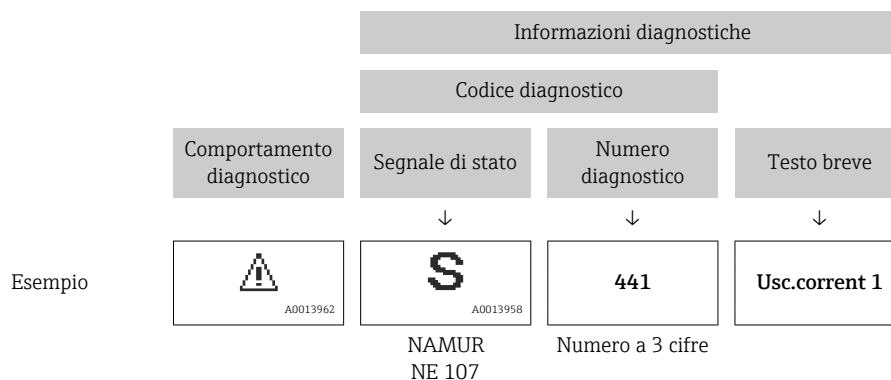 Informazioni diagnostiche
Codice diagnostico
Comportamento
diagnostico
Segnale di stato
Numero
diagnostico
Testo breve
↓
↓
↓
Esempio
A0013962
S
A0013958
441
Usc.corrent 1
NAMUR
NE 107
Numero a 3 cifre